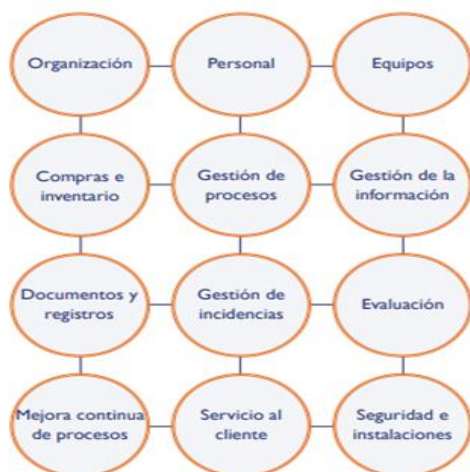 Organización
Personal
Equipos
Compras e
inventario
Gestión de
procesos
Gestión de la
información
Documentos y
registros
Gestión de
incidencias
Evaluación
Mejora continua
de procesos
Servicio al
cliente
Seguridad e
instalaciones